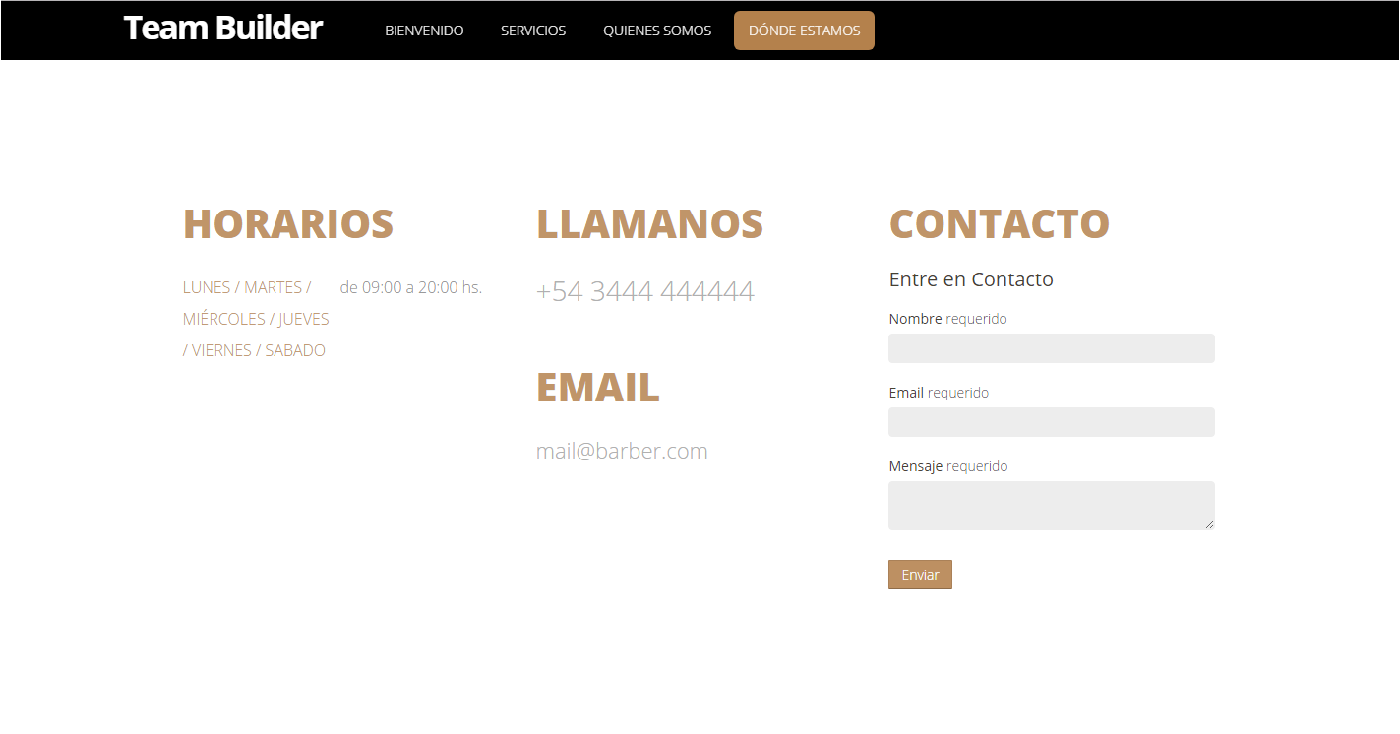 Team Builder
BIENVENIDO
SERVICIOS
QUIENES SOMOS
DÓNDE ESTAMOS
HORARIOS
LUNES / MARTES /
MIÉRCOLES / JUEVES
/ VIERNES / SABADO
de 09:00 a 20:00 hs.
LLAMANOS
+54 3444 444444
EMAIL
mail@barber.com
CONTACTO
Entre en Contacto
Nombre requerido
Email requerido
Mensaje requerido
Enviar